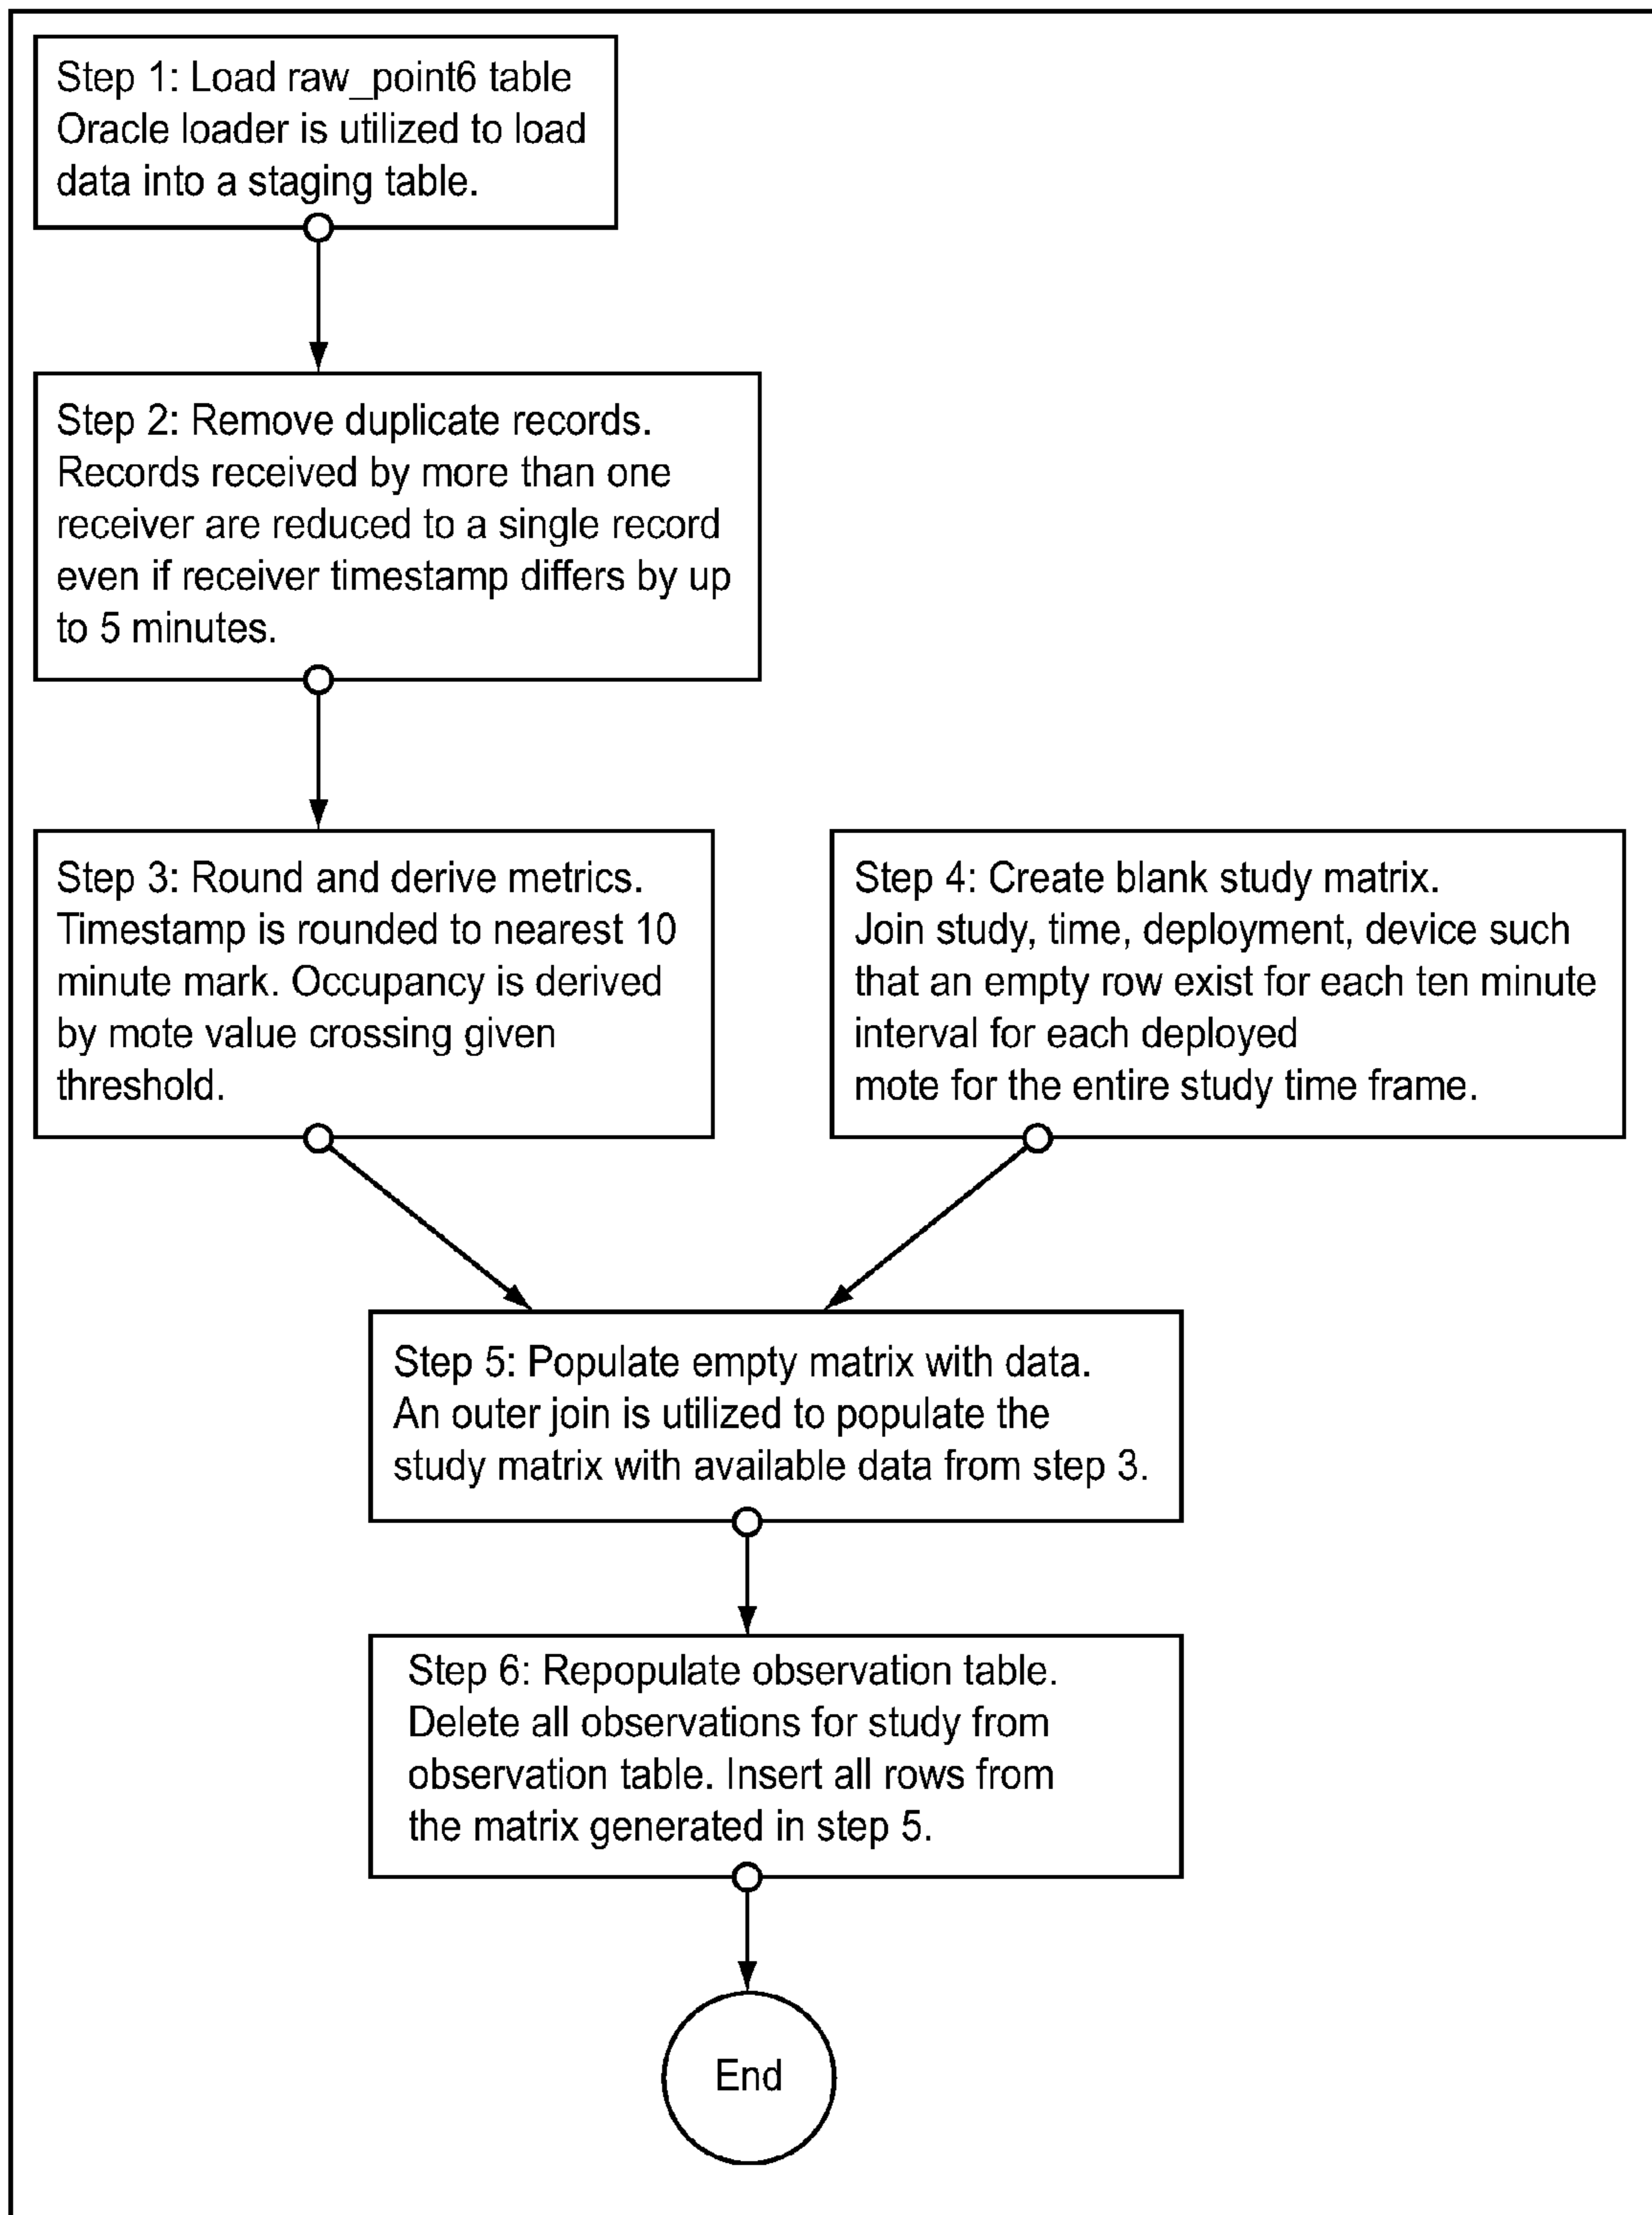 Step 1: Load raw_point6 table
Oracle loader is utilized to load
data into a staging table.
Step 2: Remove duplicate records.
Records received by more than one
receiver are reduced to a single record
even if receiver timestamp differs by up
to 5 minutes.
Step 3: Round and derive metrics.
Timestamp is rounded to nearest 10
minute mark. Occupancy is derived
by mote value crossing given
threshold.
Step 4: Create blank study matrix.
Join study, time, deployment, device such
that an empty row exist for each ten minute
interval for each deployed
mote for the entire study time frame.
Step 5: Populate empty matrix with data.
An outer join is utilized to populate the
study matrix with available data from step 3.
Step 6: Repopulate observation table.
Delete all observations for study from
observation table. Insert all rows from
the matrix generated in step 5.
End